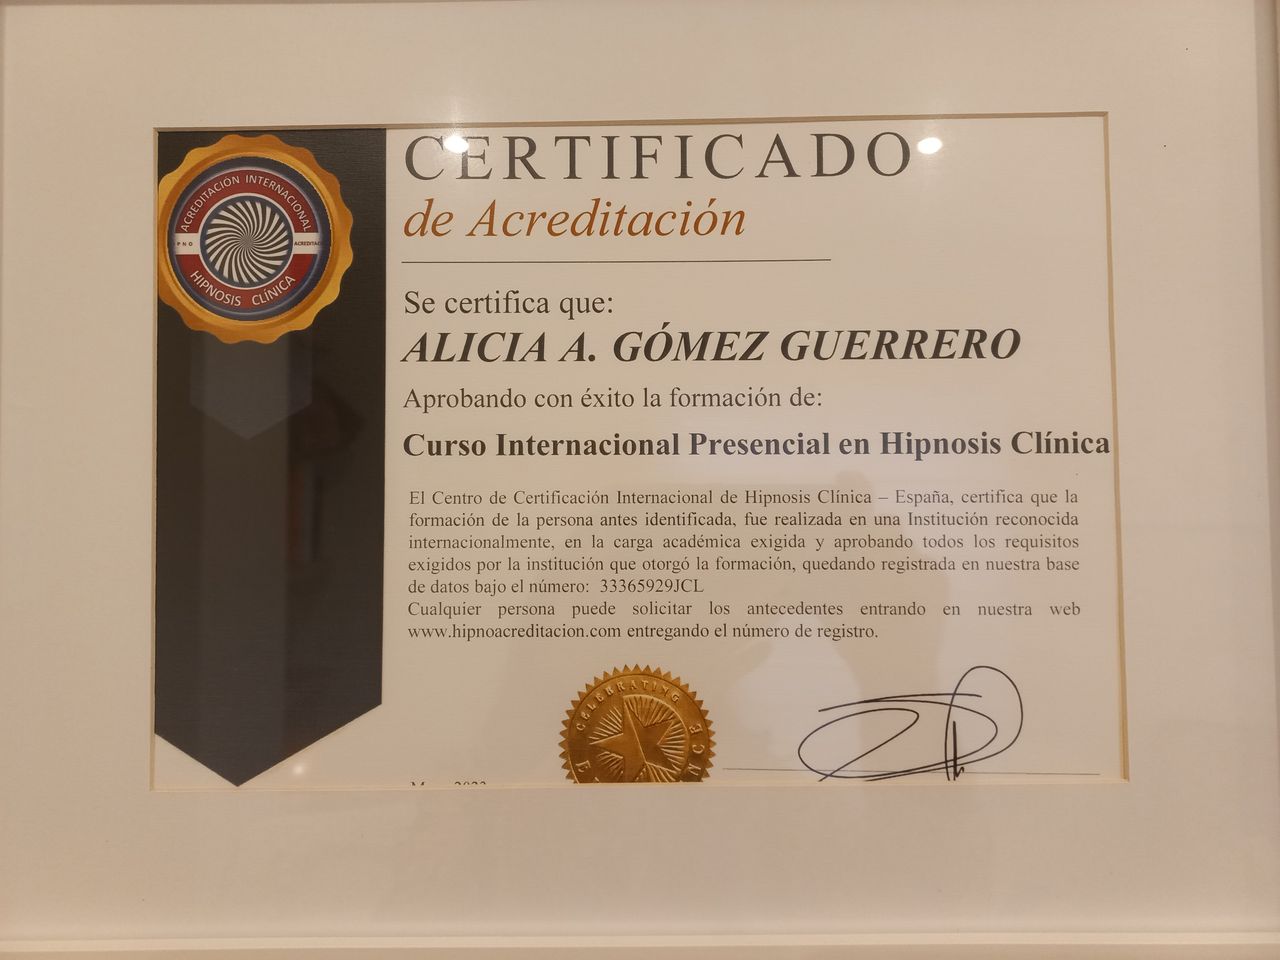 CERTIFICADO
de Acreditación
ACREDITACIÓN INTERNACIONAL
ACREDITAC
HIPNOSIS CLÍNICA
Se certifica que:
ALICIA A. GÓMEZ GUERRERO
Aprobando con éxito la formación de:
Curso Internacional Presencial en Hipnosis Clínica
El Centro de Certificación Internacional de Hipnosis Clínica – España, certifica que la
formación de la persona antes identificada, fue realizada en una Institución reconocida
internacionalmente, en la carga académica exigida y aprobando todos los requisitos
exigidos por la institución que otorgó la formación, quedando registrada en nuestra base
de datos bajo el número: 33365929JCL
Cualquier persona puede solicitar los antecedentes entrando en nuestra web
www.hipnoacreditacion.com entregando el número de registro.
CELEBRATING